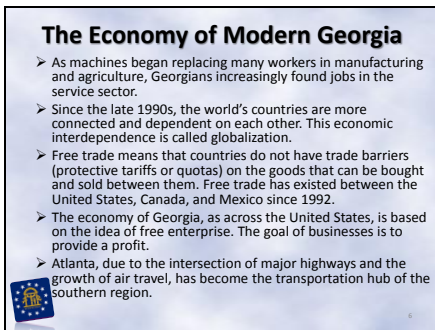 The Economy of Modern Georgia
➢ As machines began replacing many workers in manufacturing
and agriculture, Georgians increasingly found jobs in the
service sector.
➢ Since the late 1990s, the world's countries are more
connected and dependent on each other. This economic
interdependence is called globalization.
➢ Free trade means that countries do not have trade barriers
(protective tariffs or quotas) on the goods that can be bought
and sold between them. Free trade has existed between the
United States, Canada, and Mexico since 1992.
➢ The economy of Georgia, as across the United States, is based
on the idea of free enterprise. The goal of businesses is to
provide a profit.
➢ Atlanta, due to the intersection of major highways and the
growth of air travel, has become the transportation hub of the
southern region.
6